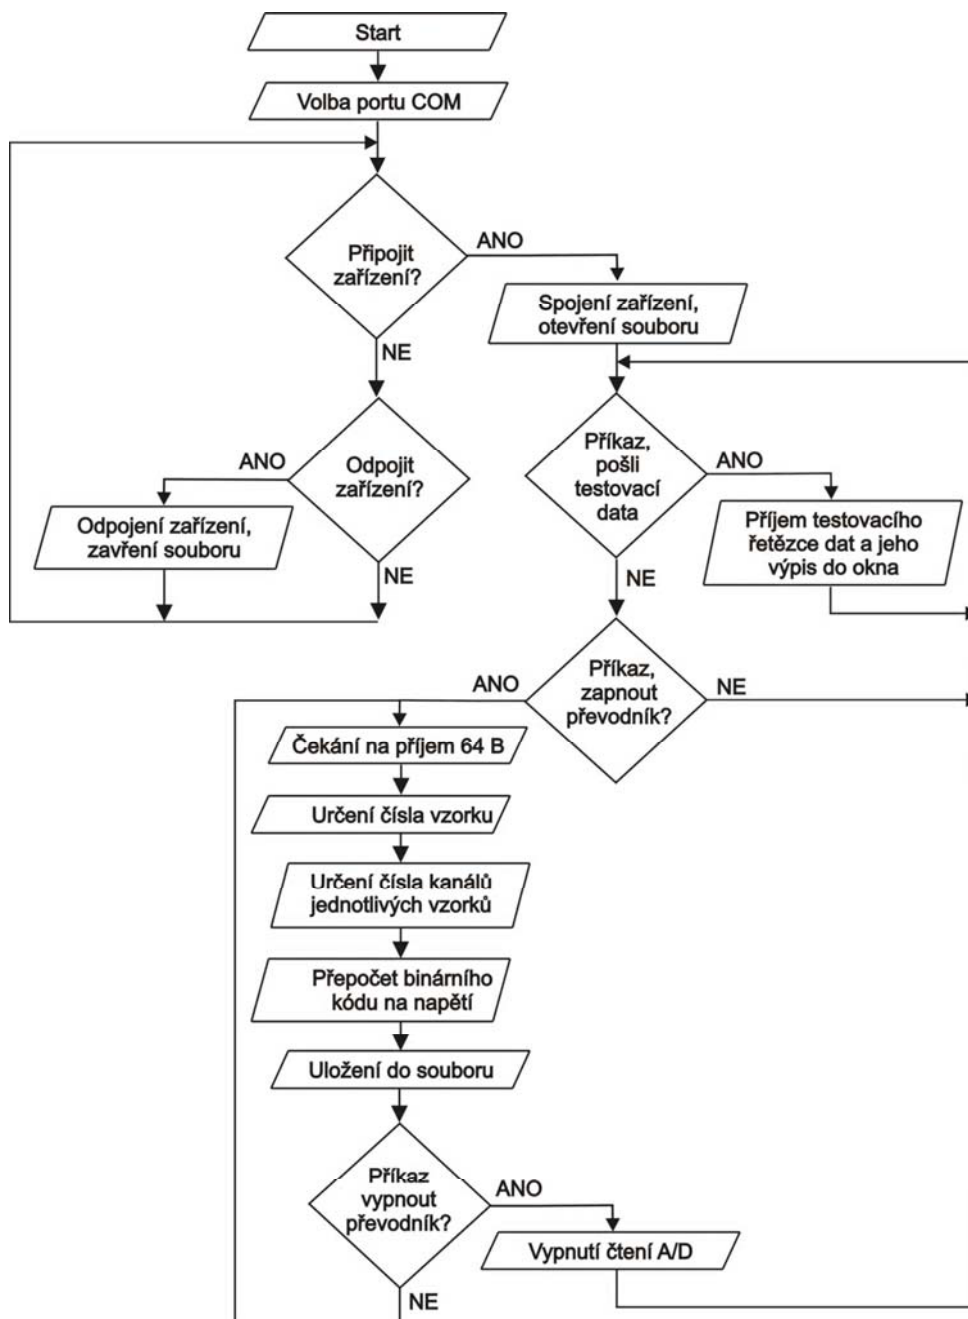 Start
Volba portu COM
Připojit
zařízení?
ANO
NE
Spojení zařízení,
otevření souboru
Odpojit
zařízení?
ANO
NE
Odpojení zařízení,
zavření souboru
Příkaz,
pošli
testovací
data
ANO
NE
Příjem testovacího
řetězce dat a jeho
výpis do okna
Příkaz,
zapnout
převodník?
ANO
NE
Čekání na příjem 64 B
Určení čísla vzorku
Určení čísla kanálů
jednotlivých vzorků
Přepočet binárního
kódu na napětí
Uložení do souboru
Příkaz
vypnout
převodník?
ANO
NE
Vypnutí čtení A/D